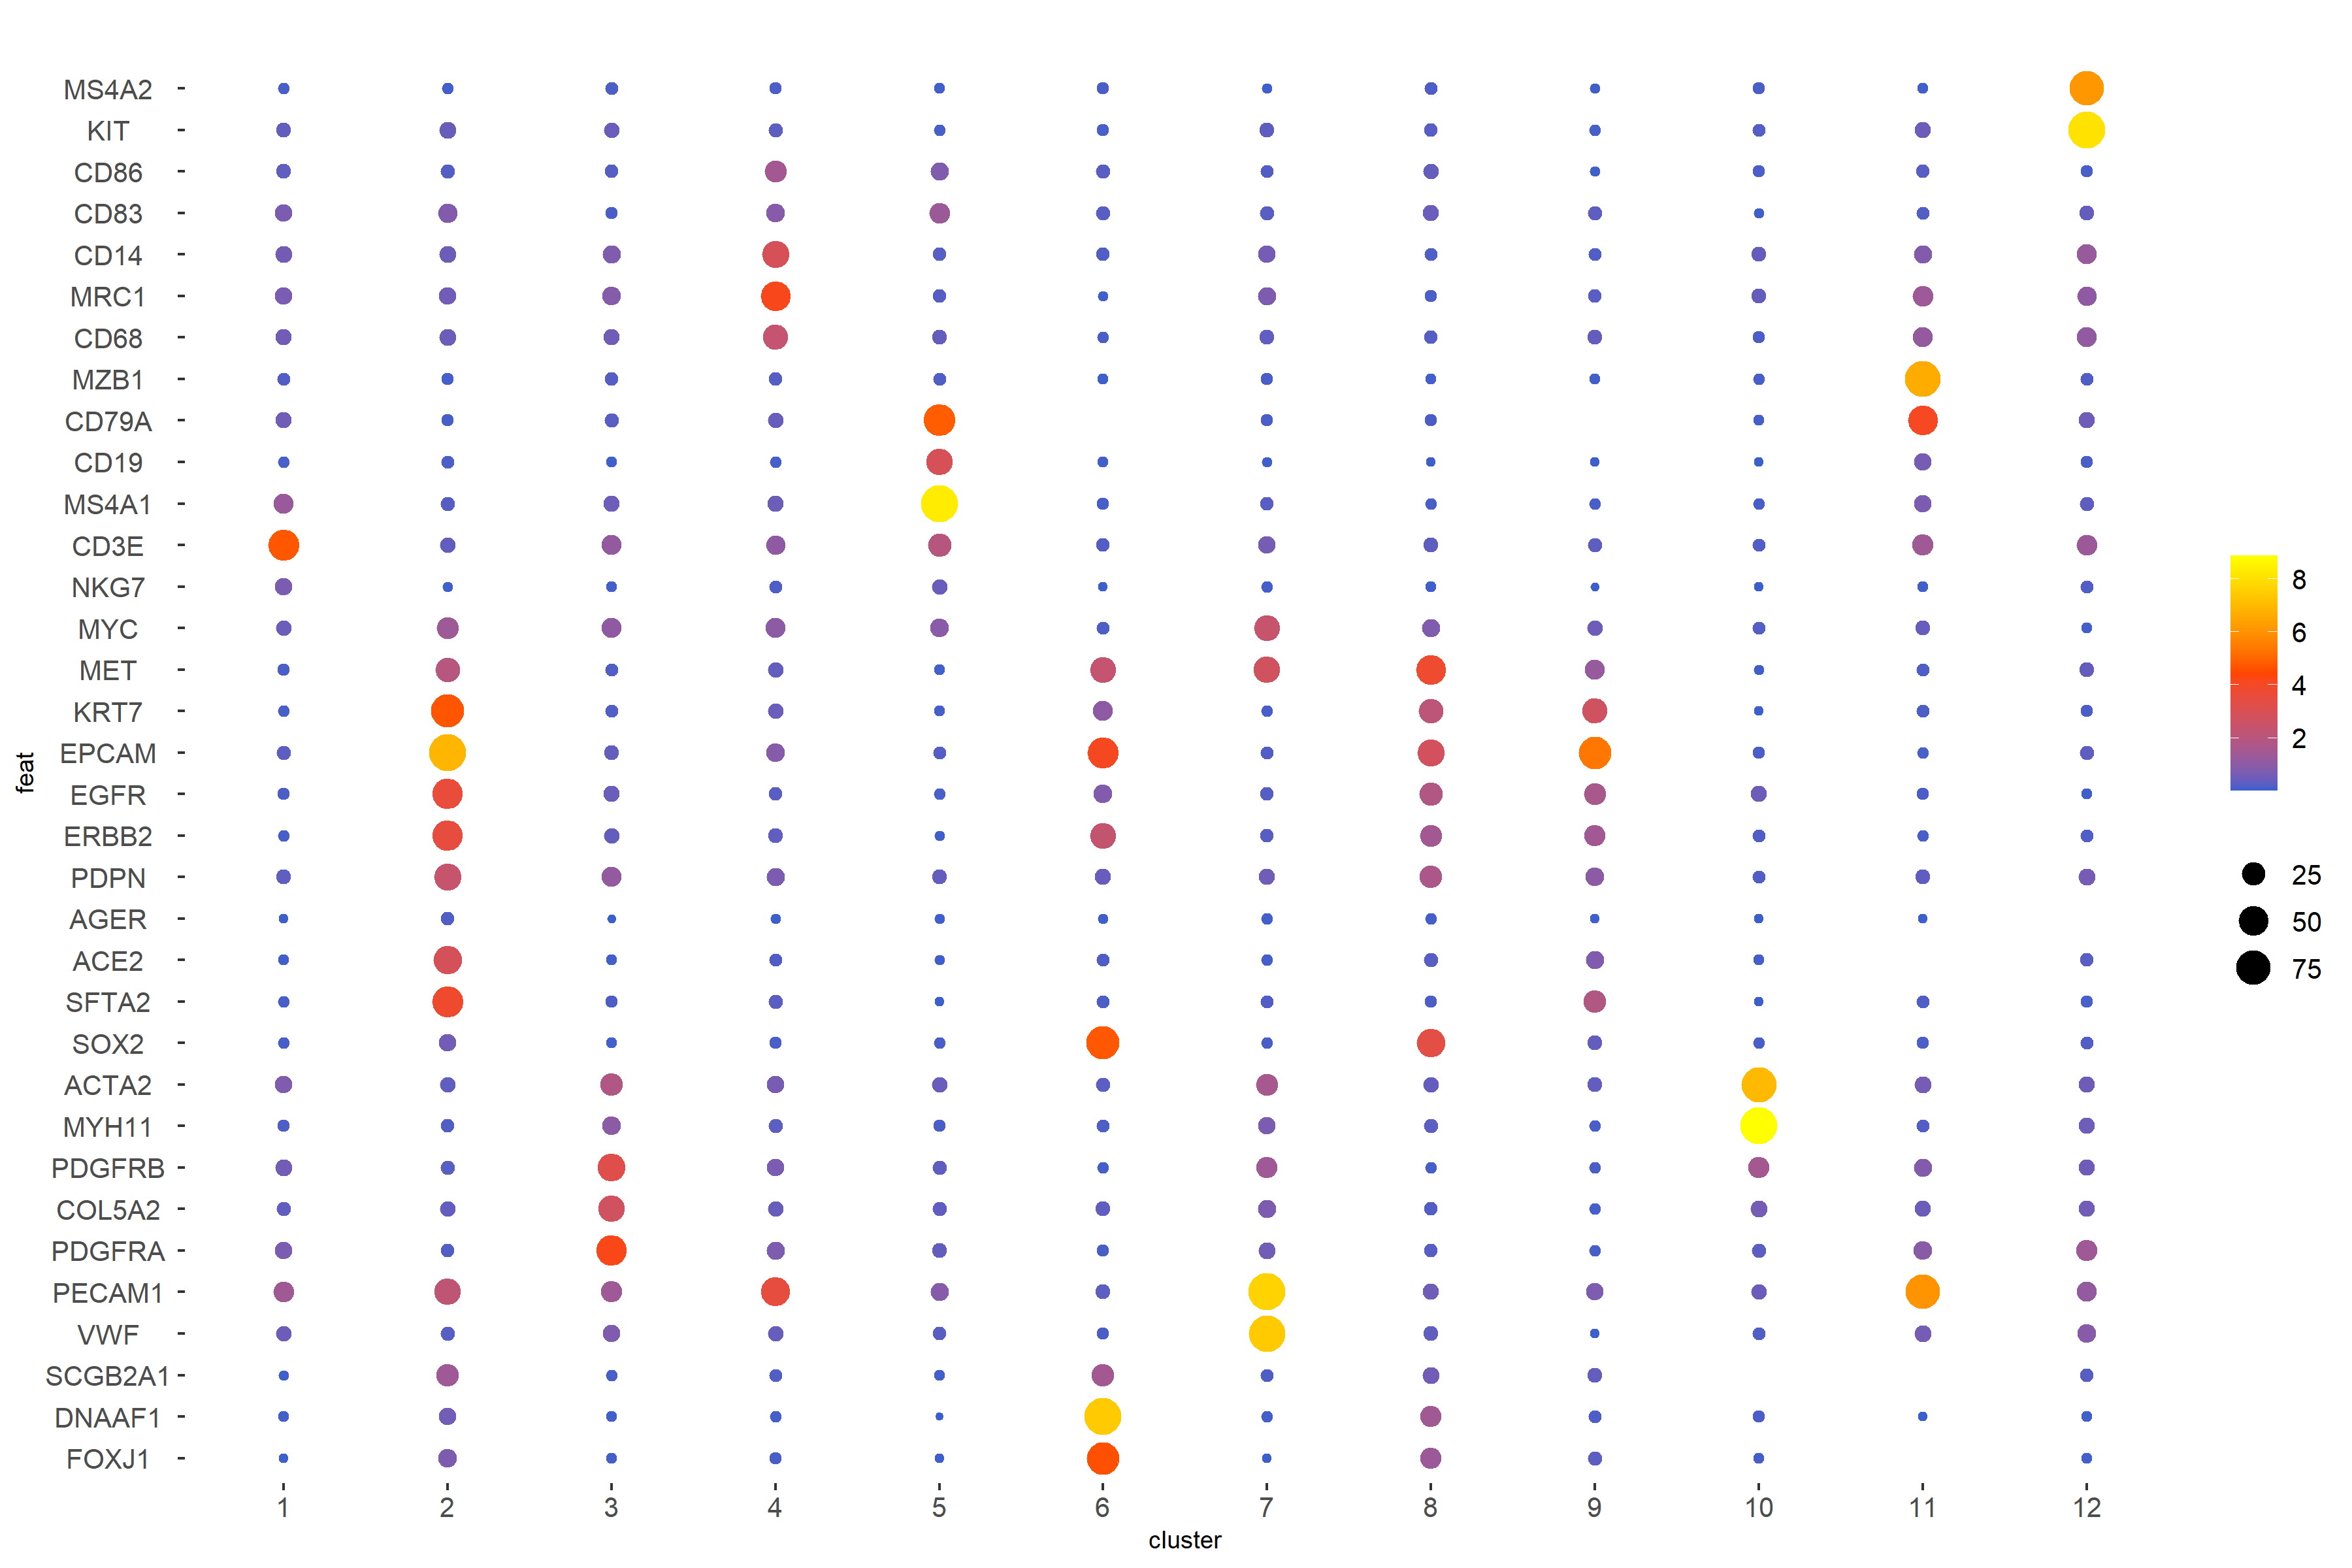 MS4A2
KIT
CD86
CD83
CD14
MRC1
CD68
MZB1
CD79A
CD19
MS4A1
CD3E
NKG7
MYC
MET
KRT7
EPCAM
EGFR
ERBB2
PDPN
AGER
ACE2
SFTA2
SOX2
ACTA2
MYH11
PDGFRB
COL5A2
PDGFRA
PECAM1
VWF
SCGB2A1
DNAAF1
FOXJ1
feat
1 2 3 4 5 6 7 8 9 10 11 12
cluster
8
6
4
2
25
50
75